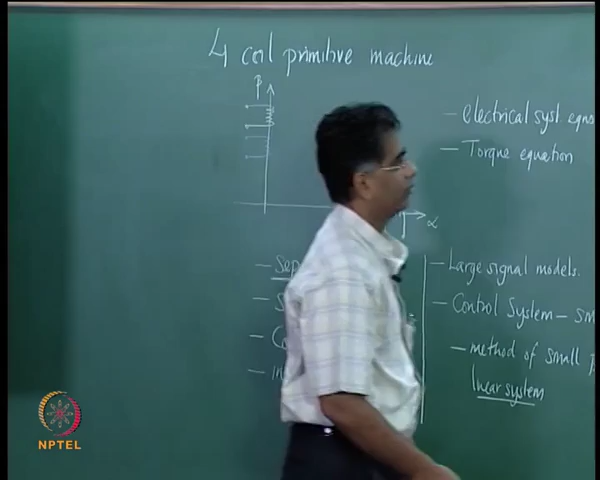 4 coil primitive machine
β
α
- electrical syst. eqns
- Torque equation
- Large signal models.
- Control System -
- method of small
linear system
NPTEL